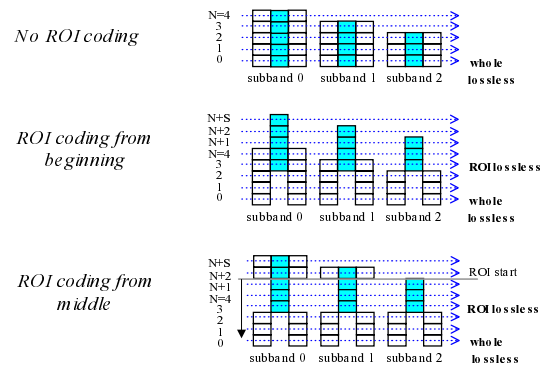 No ROI coding
N=4
3
2
1
0
subband 0 subband 1 subband 2
whole
lossless
ROI coding from
beginning
N+S
N+2
N+1
N=4
3
2
1
0
subband 0 subband 1 subband 2
ROI lossless
whole
lossless
ROI coding from
middle
N+S
N+2
N+1
N=4
3
2
1
0
subband 0 subband 1 subband 2
ROI start
ROI lossless
whole
lossless